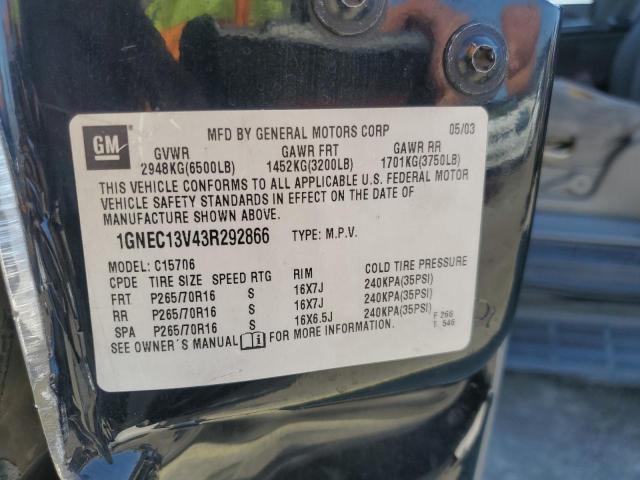 GM
MFD BY GENERAL MOTORS CORP 05/03
GVWR GAWR FRT GAWR RR
2948KG(6500LB) 1452KG(3200LB) 1701KG(3750LB)
THIS VEHICLE CONFORMS TO ALL APPLICABLE U.S. FEDERAL MOTOR
VEHICLE SAFETY STANDARDS IN EFFECT ON THE DATE OF
MANUFACTURE SHOWN ABOVE.
1GNEC13V43R292866 TYPE: M.P.V.
MODEL: C15706
CPDE TIRE SIZE SPEED RTG RIM COLD TIRE PRESSURE
FRT P265/70R16 S 16X7J 240KPA(35PSI)
RR P265/70R16 S 16X7J 240KPA(35PSI)
SPA P265/70R16 S 16X6.5J 240KPA(35PSI)
SEE OWNER'S MANUAL FOR MORE INFORMATION.
F 266
T 546